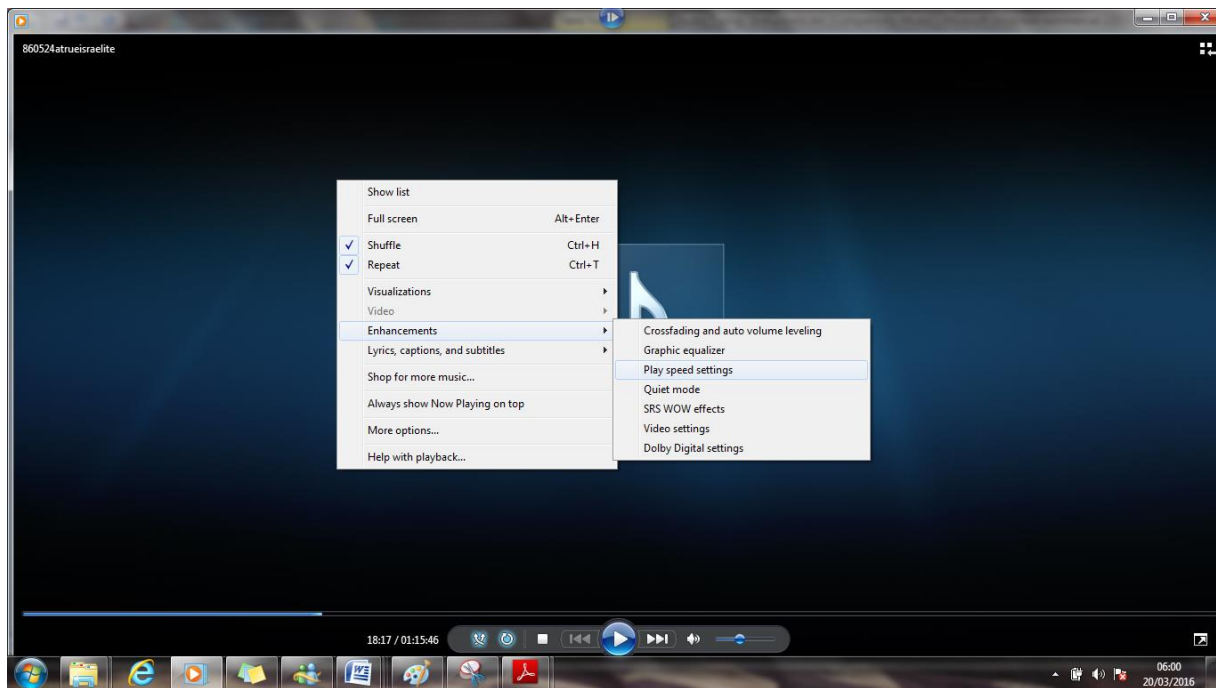 860524atrueisraelite
Show list
Full screen Alt+Enter
Shuffle Ctrl+H
Repeat Ctrl+T
Visualizations
Video
Enhancements
Lyrics, captions, and subtitles
Shop for more music...
Always show Now Playing on top
More options...
Help with playback...
Crossfading and auto volume leveling
Graphic equalizer
Play speed settings
Quiet mode
SRS WOW effects
Video settings
Dolby Digital settings
18:17 / 01:15:46
06:00
20/03/2016